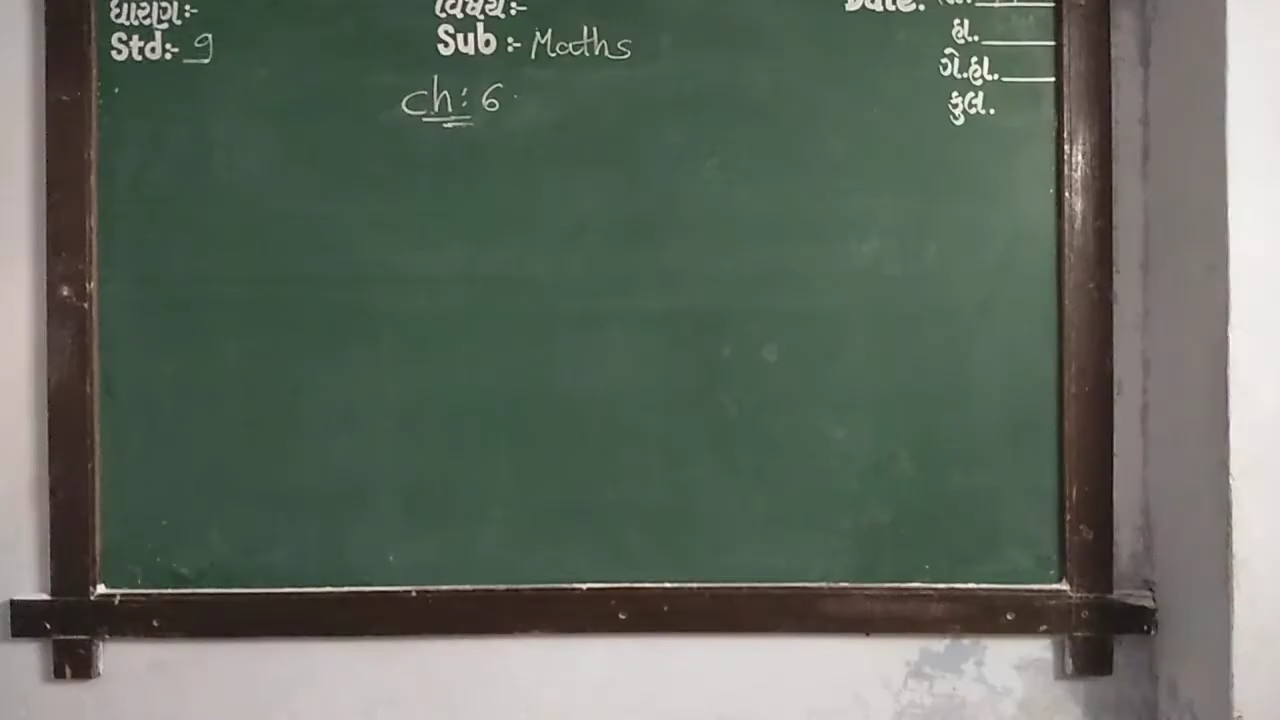 ધોરણ:-
વિષય:-
Date:
Std:- 9
Sub :- Maths
હા.
ગે.હા.
કુલ.
ch: 6